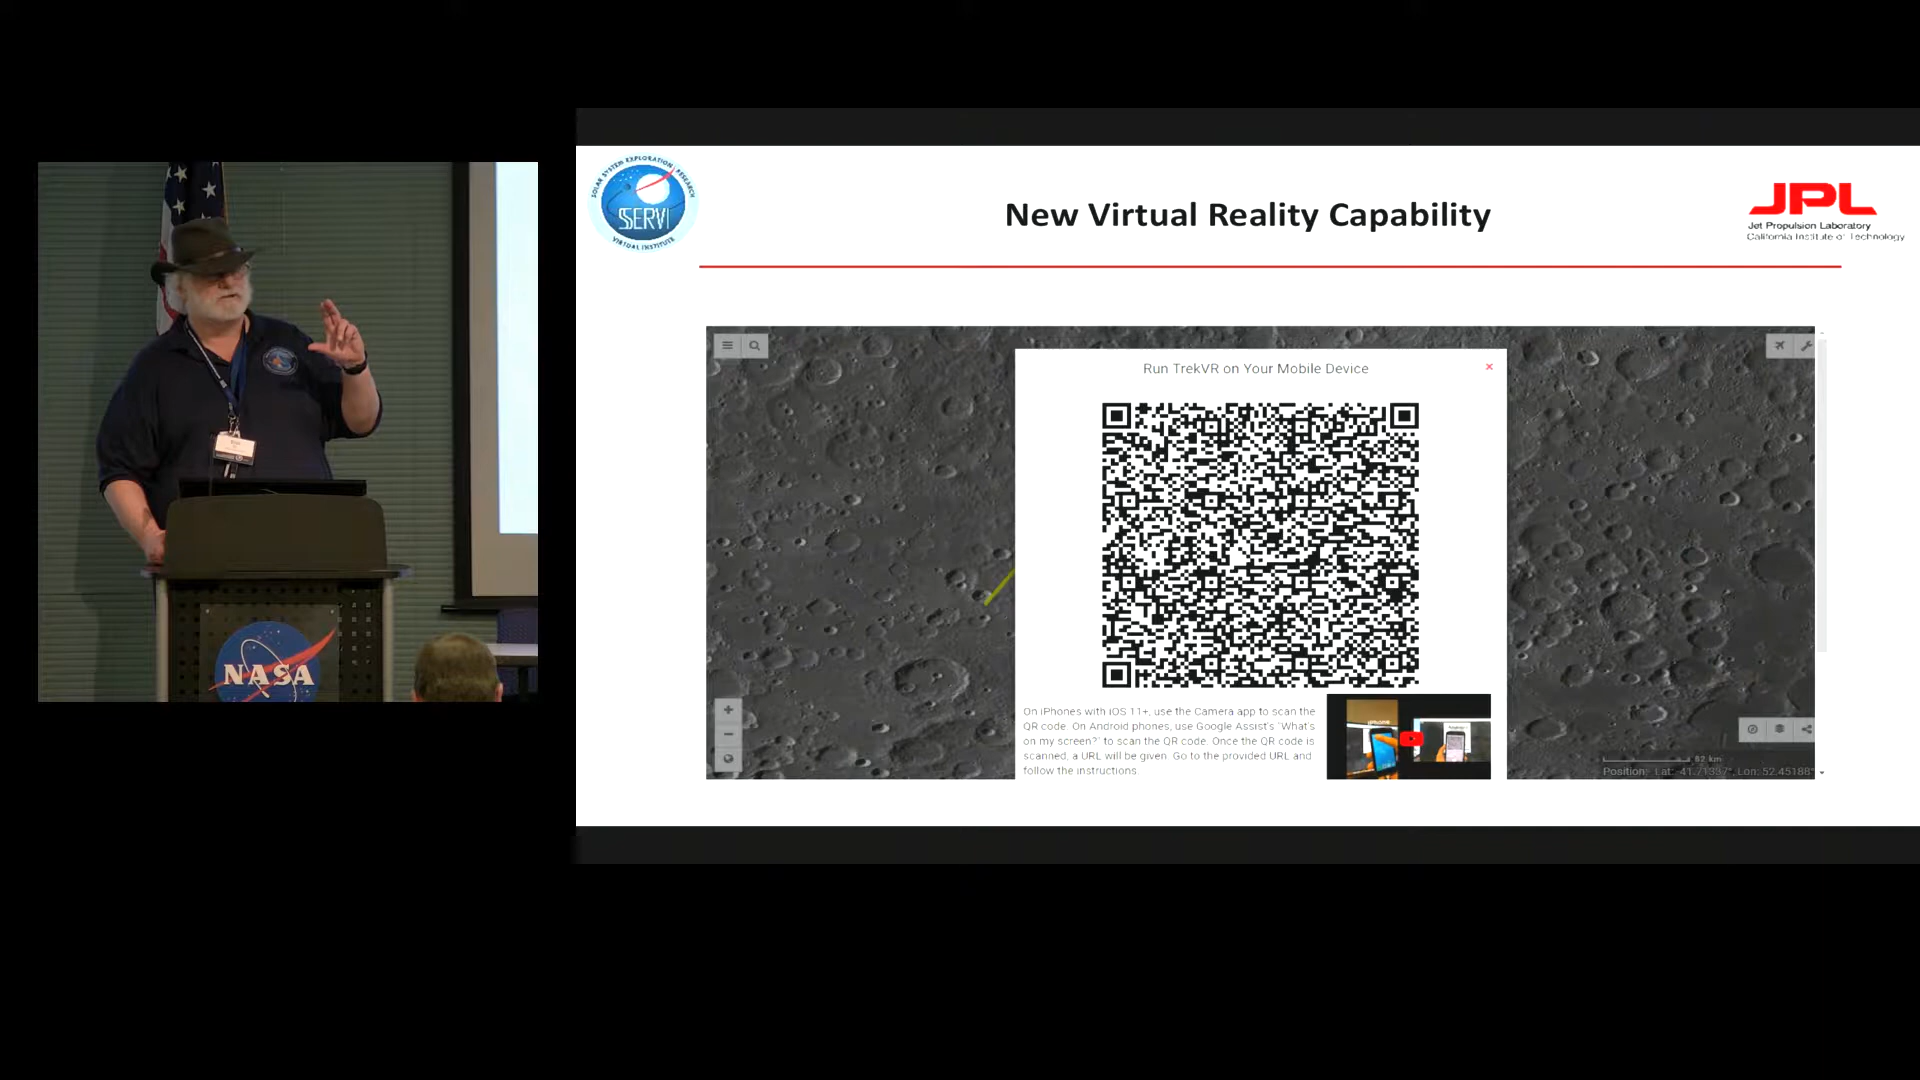 SOLAR SYSTEM EXPLORATION RESEARCH
SSERVI
VIRTUAL INSTITUTE
New Virtual Reality Capability
JPL
Jet Propulsion Laboratory
California Institute of Technology
Run TrekVR on Your Mobile Device
On iPhones with iOS 11+, use the Camera app to scan the
QR code. On Android phones, use Google Assist's "What's
on my screen?" to scan the QR code. Once the QR code is
scanned, a URL will be given. Go to the provided URL and
follow the instructions.
82 km
Position: Lat: -41.71337°, Lon: 52.45188°
NASA